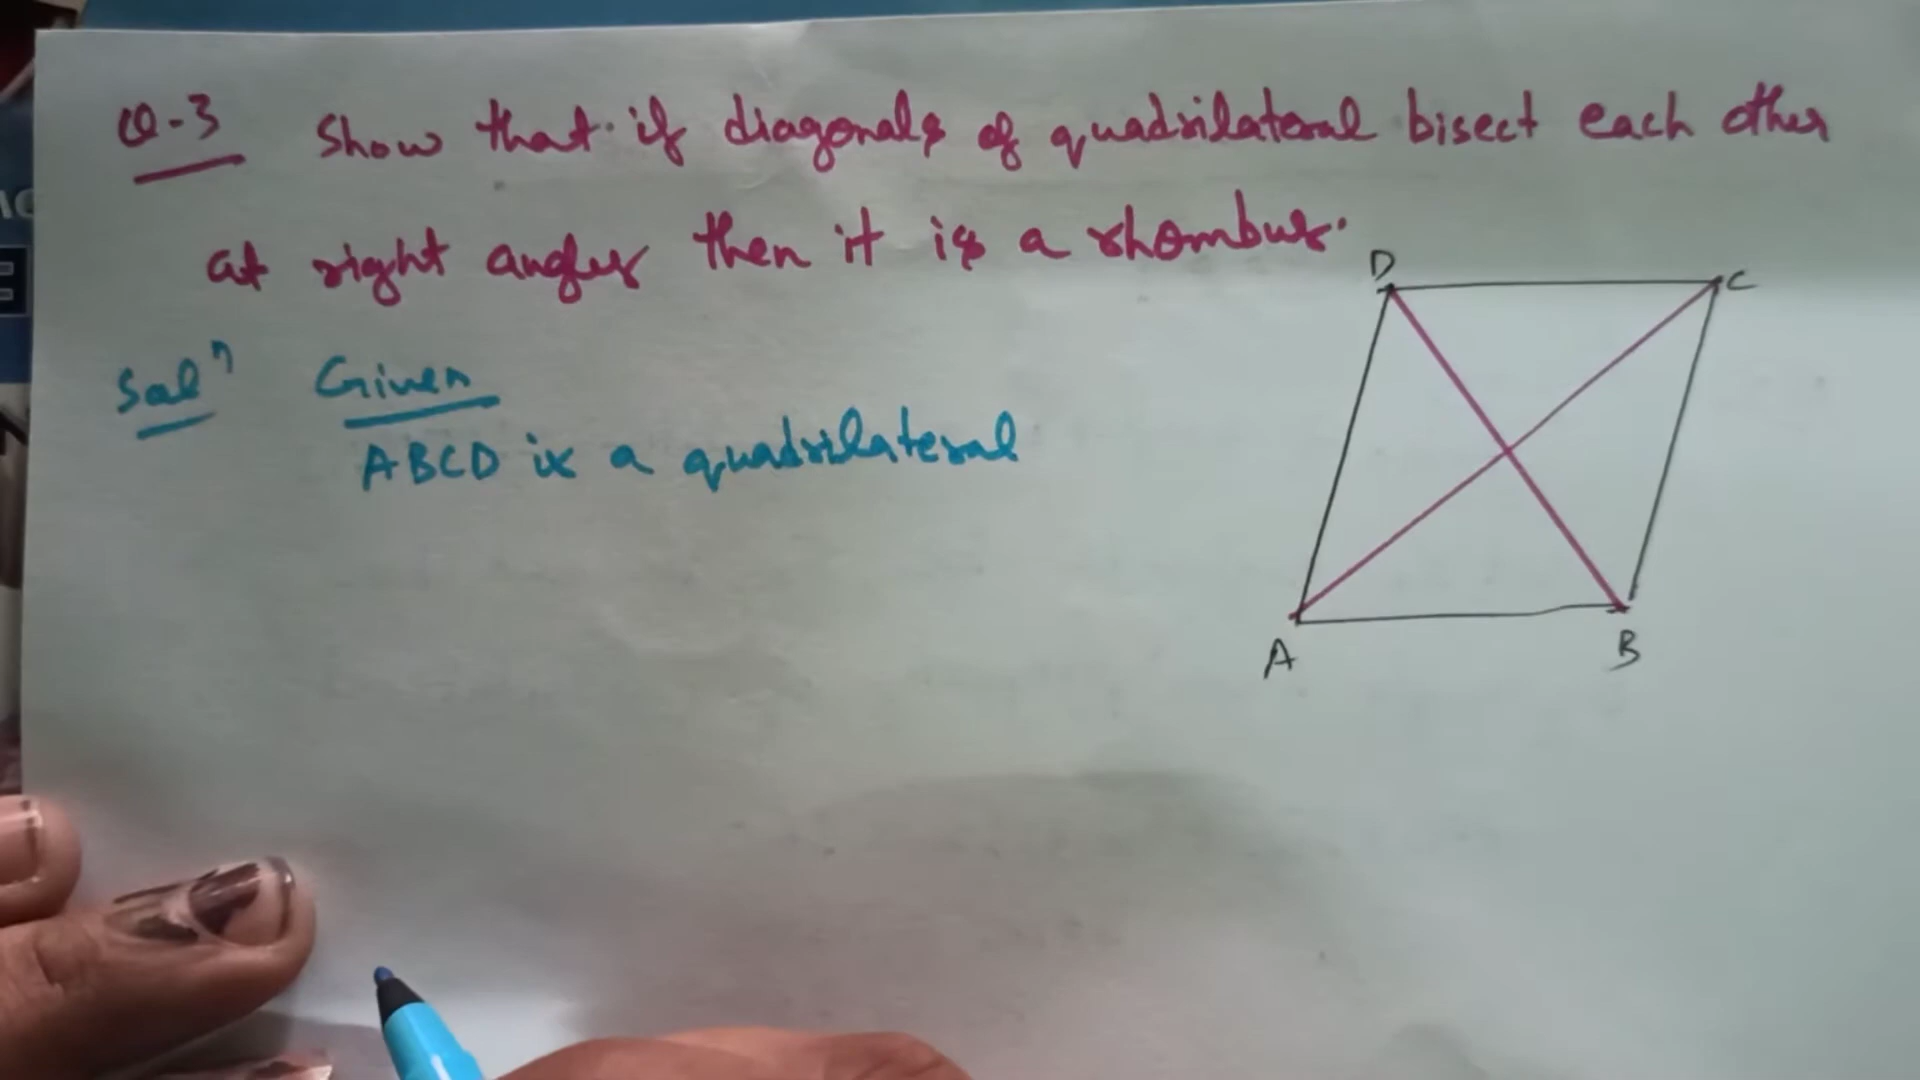 Q-3 Show that if diagonals of quadrilateral bisect each other
at right angles then it is a rhombus.
D
C
Solⁿ Given
ABCD is a quadrilateral
A
B